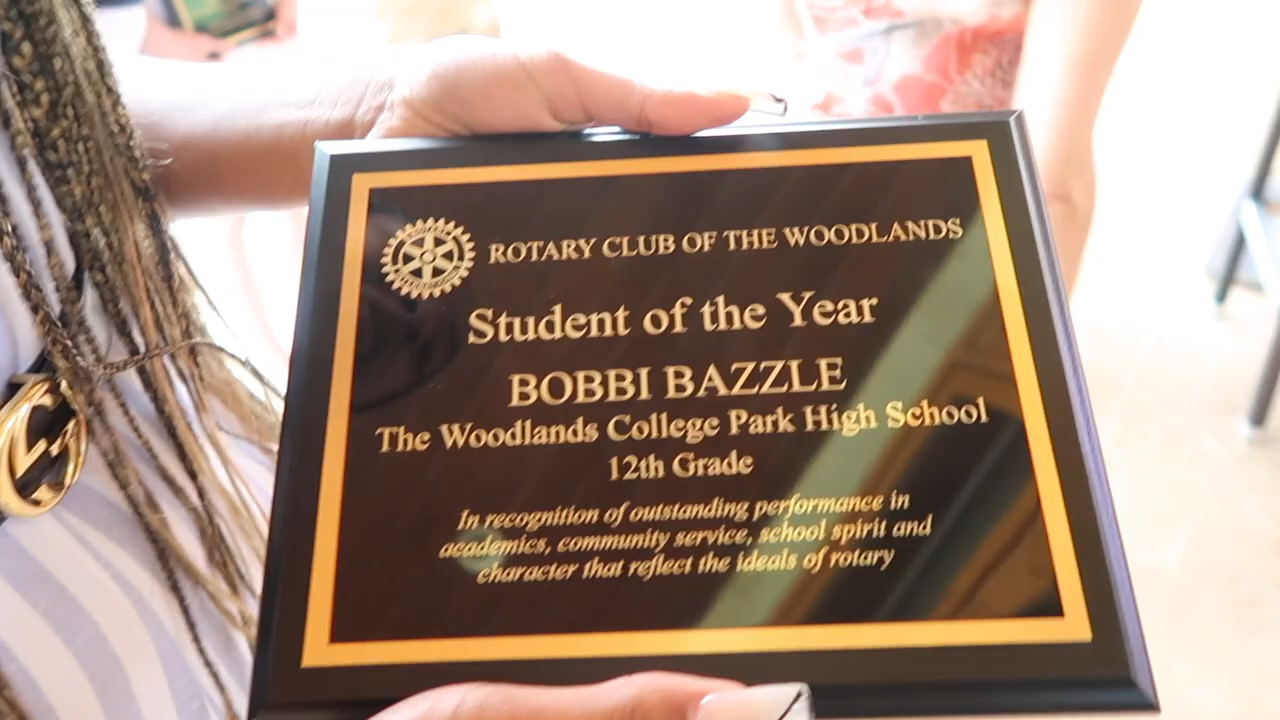 ROTARY CLUB OF THE WOODLANDS
Student of the Year
BOBBI BAZZLE
The Woodlands College Park High School
12th Grade
In recognition of outstanding performance in
academics, community service, school spirit and
character that reflect the ideals of rotary